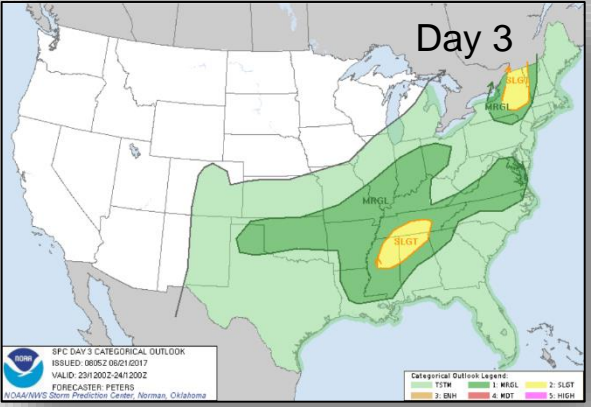 Day 3
SLGT
MRGL
MRGL
SLGT
NOAA
SPC DAY 3 CATEGORICAL OUTLOOK
ISSUED: 0805Z 06/21/2017
VALID: 23/1200Z-24/1200Z
FORECASTER: PETERS
NOAA/NWS Storm Prediction Center, Norman, Oklahoma
Categorical Outlook Legend:
TSTM 1: MRGL 2: SLGT
3: ENH 4: MDT 5: HIGH